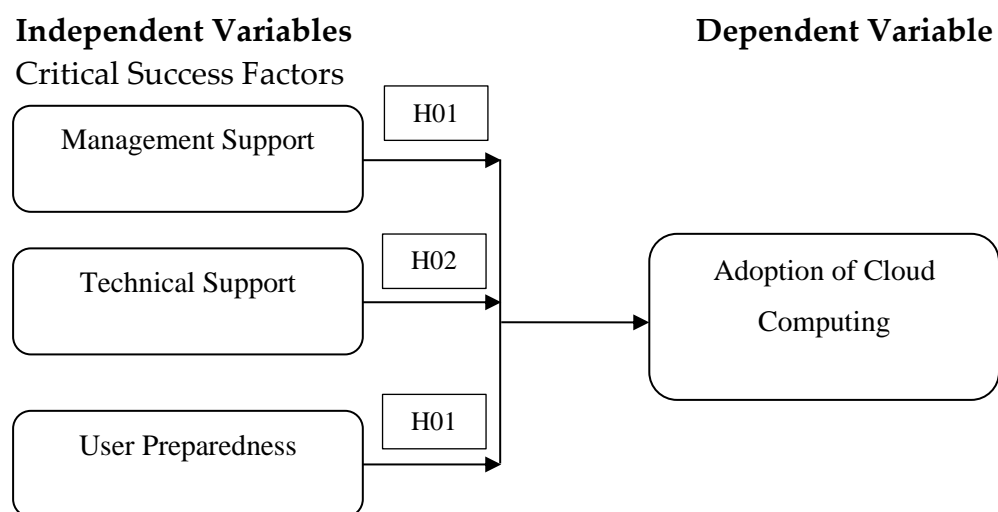 Independent Variables
Dependent Variable
Critical Success Factors
H01
Management Support
H02
Technical Support
Adoption of Cloud
Computing
H01
User Preparedness